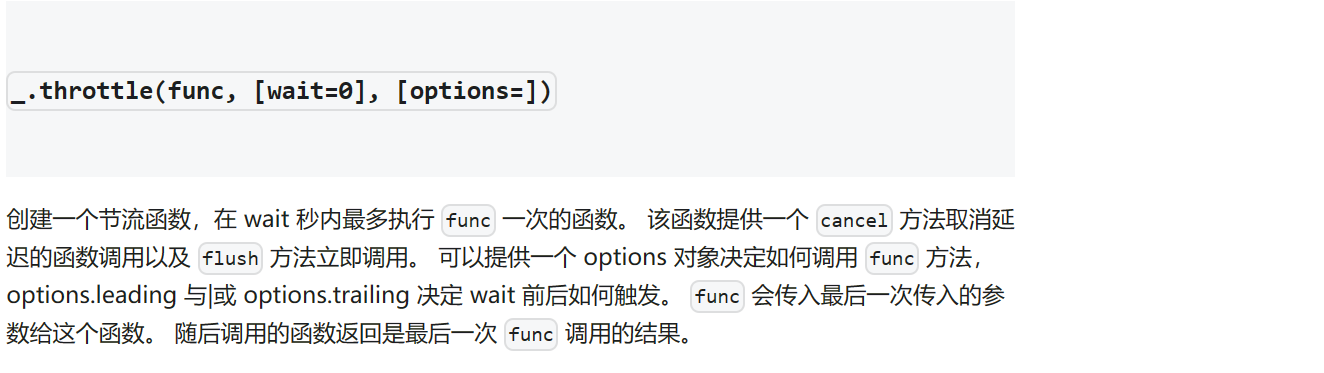 _.throttle(func, [wait=0], [options=])
创建一个节流函数，在 wait 秒内最多执行 func 一次的函数。 该函数提供一个 cancel 方法取消延
迟的函数调用以及 flush 方法立即调用。 可以提供一个 options 对象决定如何调用 func 方法，
options.leading 与|或 options.trailing 决定 wait 前后如何触发。 func 会传入最后一次传入的参
数给这个函数。 随后调用的函数返回是最后一次 func 调用的结果。